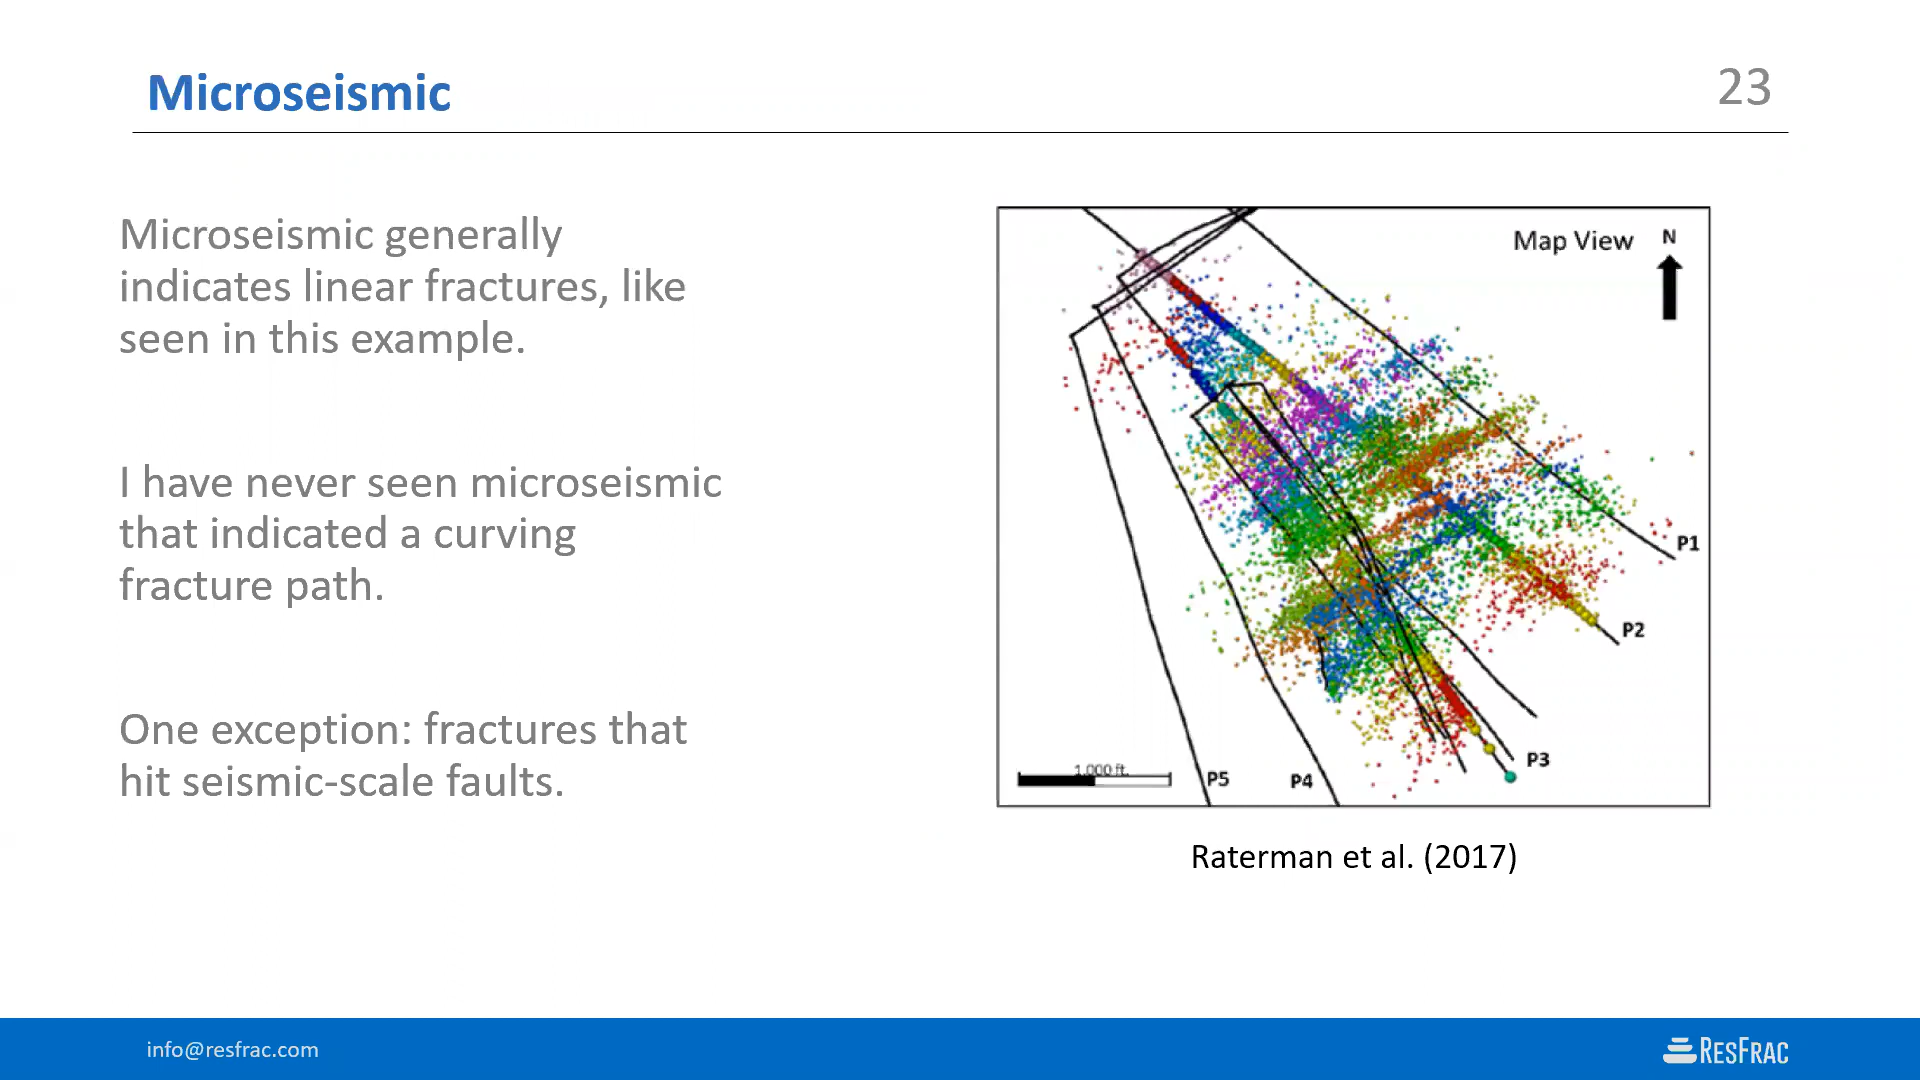 Microseismic
23
Microseismic generally
indicates linear fractures, like
seen in this example.
I have never seen microseismic
that indicated a curving
fracture path.
One exception: fractures that
hit seismic-scale faults.
Map View
N
P1
P2
P3
P4
P5
1,000 ft.
Raterman et al. (2017)
info@resfrac.com
RESFRAC